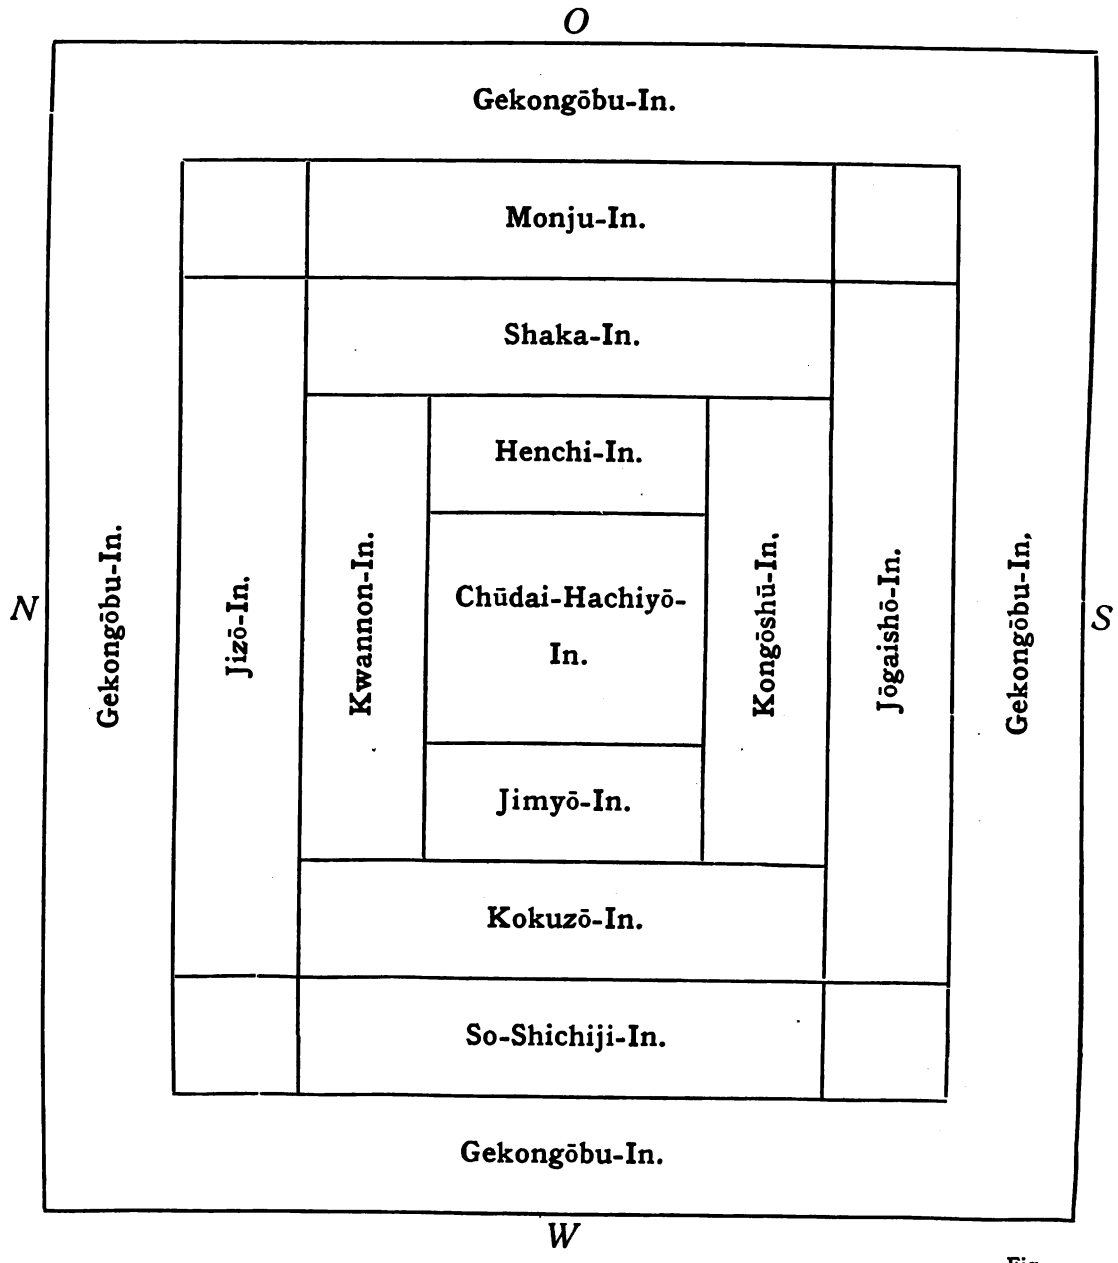 O
Gekongōbu-In.
Monju-In.
Shaka-In.
Henchi-In.
N
Gekongōbu-In.
Jizō-In.
Kwannon-In.
Chūdai-Hachiyō-
In.
Kongōshū-In.
Jōgaishō-In.
Gekongōbu-In.
S
Jimyō-In.
Kokuzō-In.
So-Shichiji-In.
Gekongōbu-In.
W